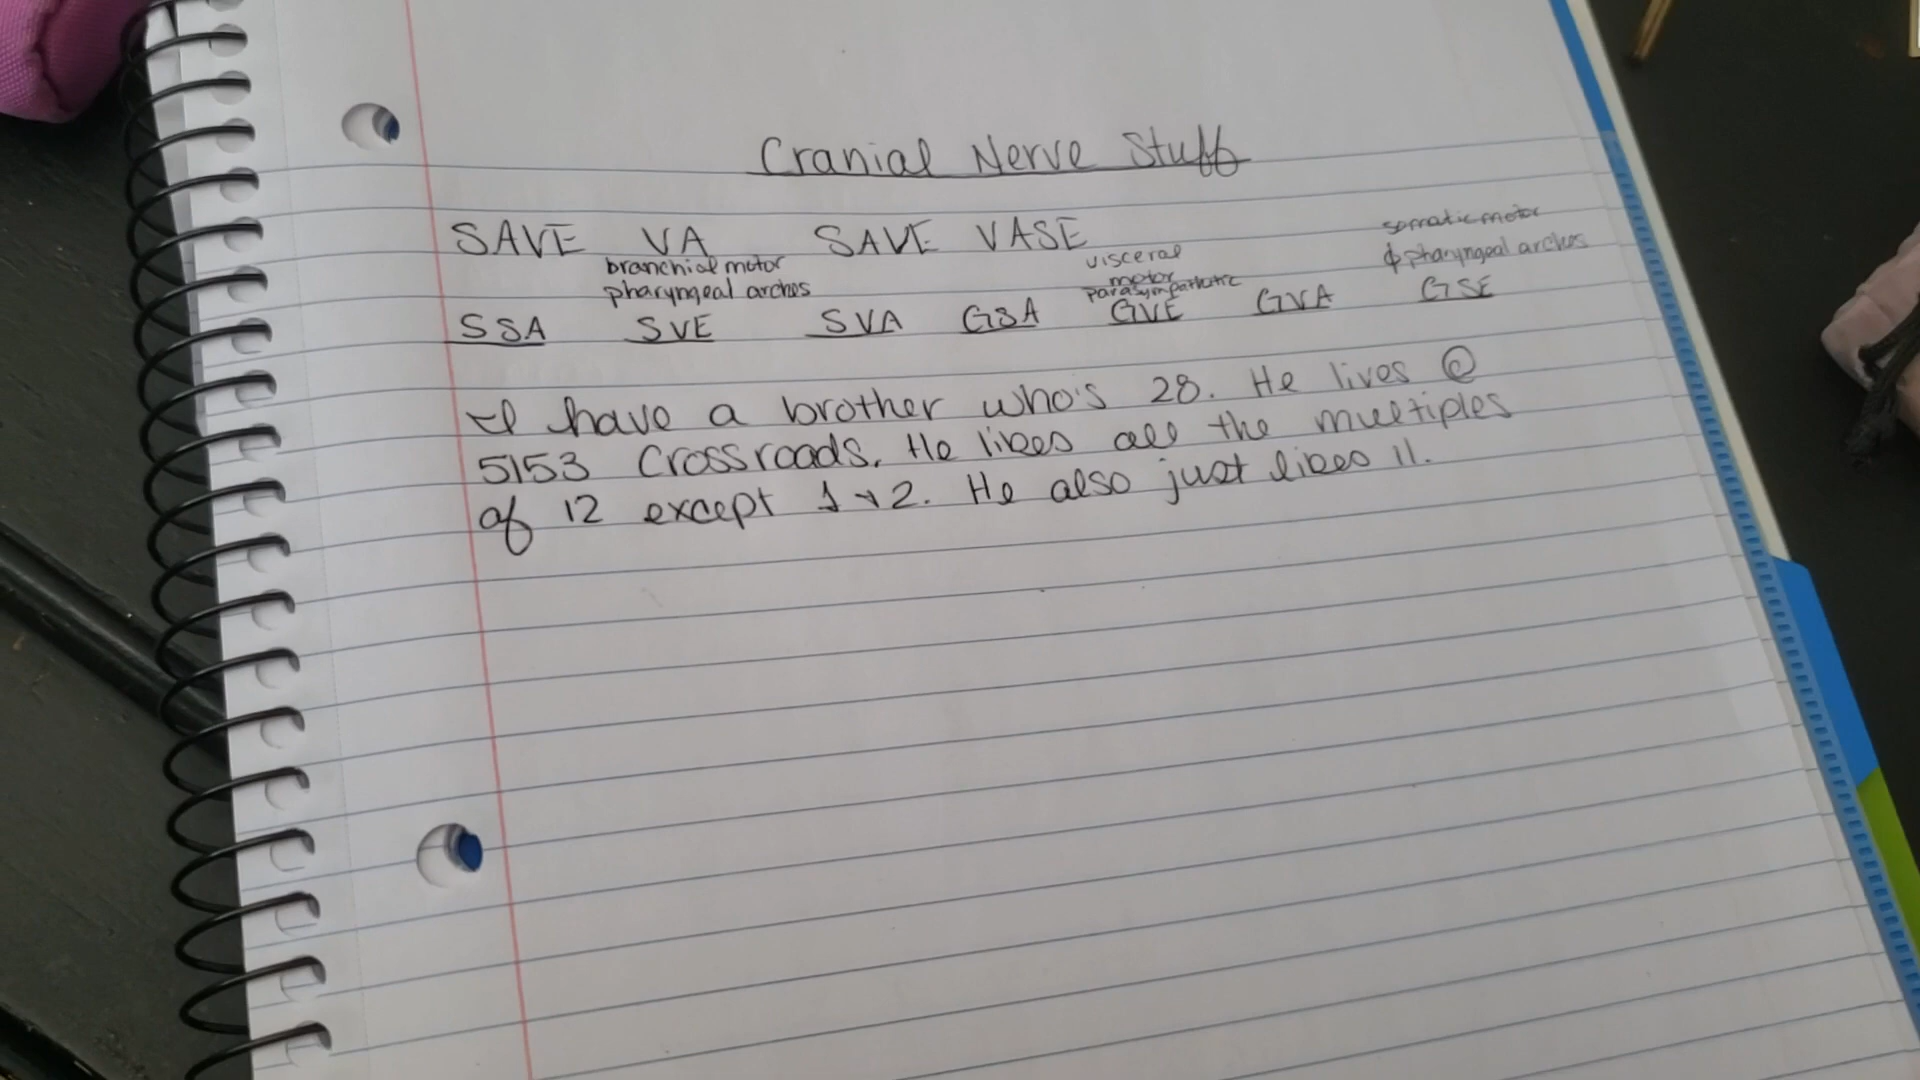 Cranial Nerve Stuff
SAVE VA SAVE VASE
branchial motor
pharyngeal arches
visceral
motor
parasympathetic
somatic motor
ϕ pharyngeal arches
SSA SVE SVA GSA GVE GVA GSE
I have a brother who's 28. He lives @
5153 Crossroads. He likes all the multiples
of 12 except 1 + 2. He also just likes 11.